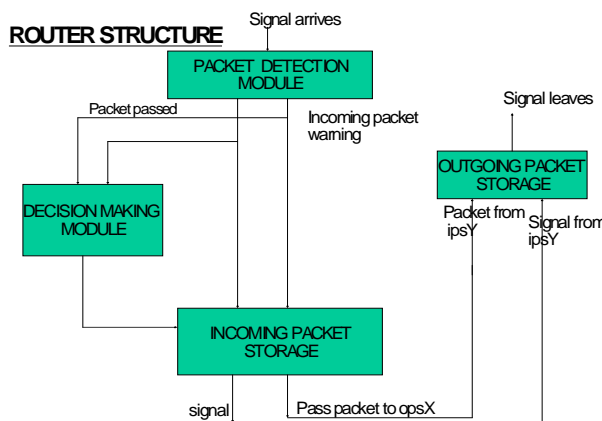 Signal arrives
ROUTER STRUCTURE
PACKET DETECTION
MODULE
Packet passed
Incoming packet
warning
Signal leaves
OUTGOING PACKET
STORAGE
DECISION MAKING
MODULE
Packet from
ipsY
Signal from
ipsY
INCOMING PACKET
STORAGE
signal
Pass packet to opsX